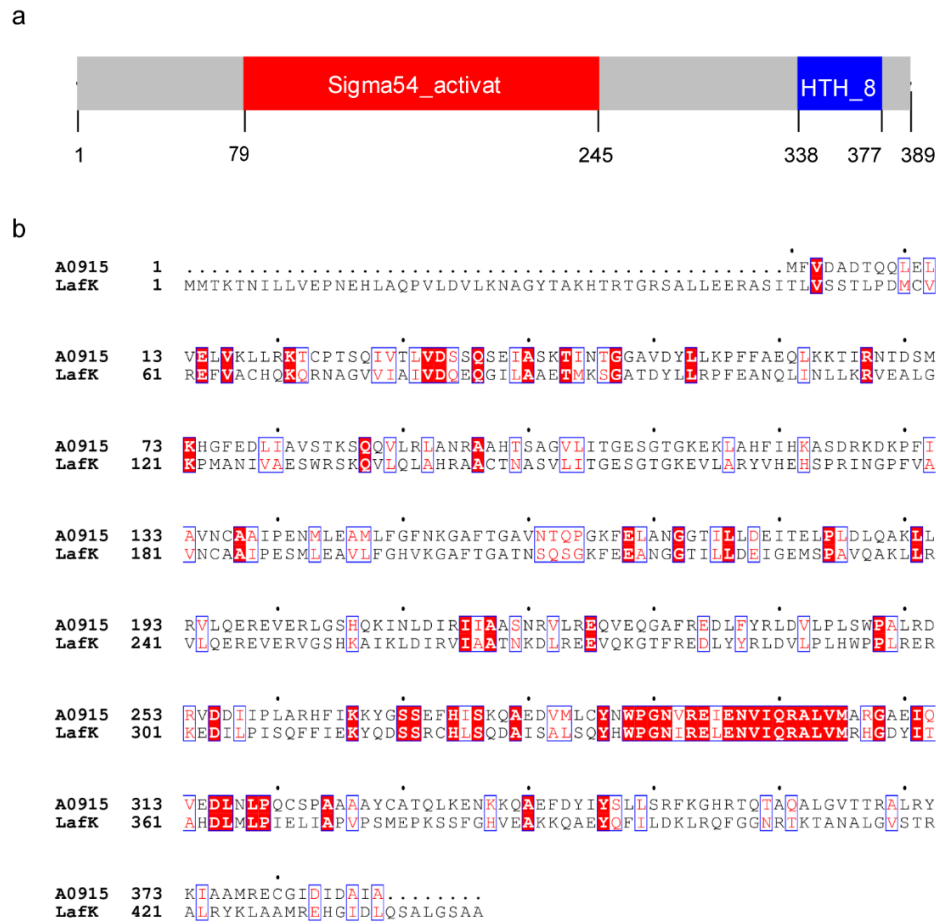 a
Sigma54_activat
HTH_8
1 79 245 338 377 389
b
A0915 1 ................................................MFVDADTQQLEL
LafK 1 MMTKTNILLVEPNEHLAQPVLDVLKNAGYTAKHTRTGRSALLEERASITLVSSTLPDMCV
A0915 13 VELVKLLRKTCPTSQIVTLVDSSQSEIASKTINTGGAVDYLLKPFFAEQLKKTIRNTDSM
LafK 61 REFVACHQKQRNAGVVIAIVDQEQGILAAETMKSGATDYLLRPFEANQLINLLKRVEALG
A0915 73 KHGFEDLIAVSTKSQQVLRLANRAAHTSAGVLITGESGTGKEKLAHFIHKASDRKDKPFI
LafK 121 KPMANIVAESWRSKQVLQLAHRAACTNASVLITGESGTGKEVLARYVHEHSPRINGPFVA
A0915 133 AVNCAAIPENMLEAMLFGFNKGAFTGAVNTQPGKFELANGGTILLDEITELPLDLQAKLL
LafK 181 VNCAAIPESMLEAVLFGHVKGAFTGATNSQSGKFEEANGGTILLDEIGEMSPAVQAKLLR
A0915 193 RVLQEREVERLGSHQKINLDIRIIAASNRVLREQVEQGAFREDLFYRLDVLPLSWPALRD
LafK 241 VLQEREVERVGSHKAIKLDIRVIAATNKDLREEVQKGTFREDLYYRLDVLPLHWPPLRER
A0915 253 RVDDIIPLARHFIKKYGSSEFHISKQAEDVMLCYNWPGNVREIENVIQRALVMARGAEIQ
LafK 301 KEDILPISQFFIEKYQDSSRCHLSQDAISALSQYHWPGNIRELENVIQRALVMRHGDYIT
A0915 313 VEDLNLPQCSPAAAAYCATQLKENKKQAEFDYIYSLLSRFKGHRTQTAQALGVTTRALRY
LafK 361 AHDLMLPIELIAPVPSMEPKSSFGHVEAKKQAEYQFILDKLRQFGGNRTKTANALGVSTR
A0915 373 KIAAMRECGIDIDAIA........
LafK 421 ALRYKLAAMREHGIDLQSALGSAA